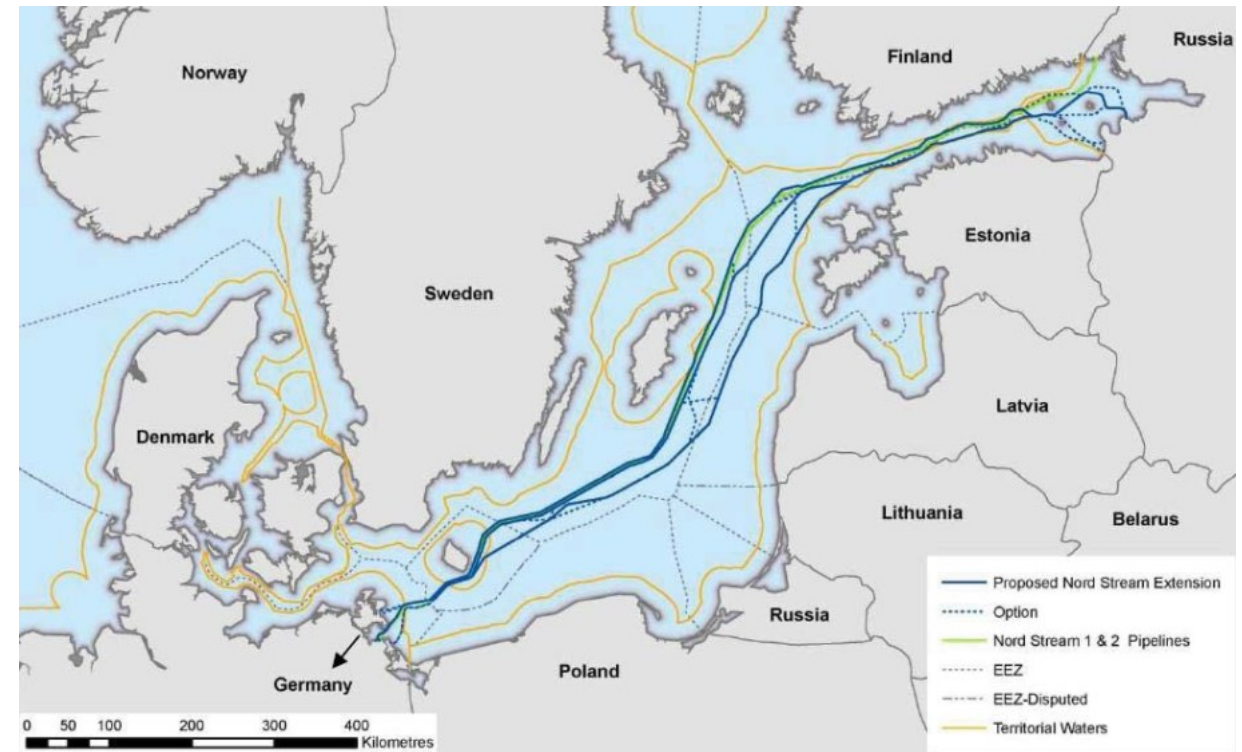 Norway
Finland
Russia
Estonia
Sweden
Latvia
Denmark
Lithuania
Belarus
Russia
Poland
Germany
Proposed Nord Stream Extension
Option
Nord Stream 1 & 2 Pipelines
EEZ
EEZ-Disputed
Territorial Waters
0 50 100 200 300 400
Kilometres